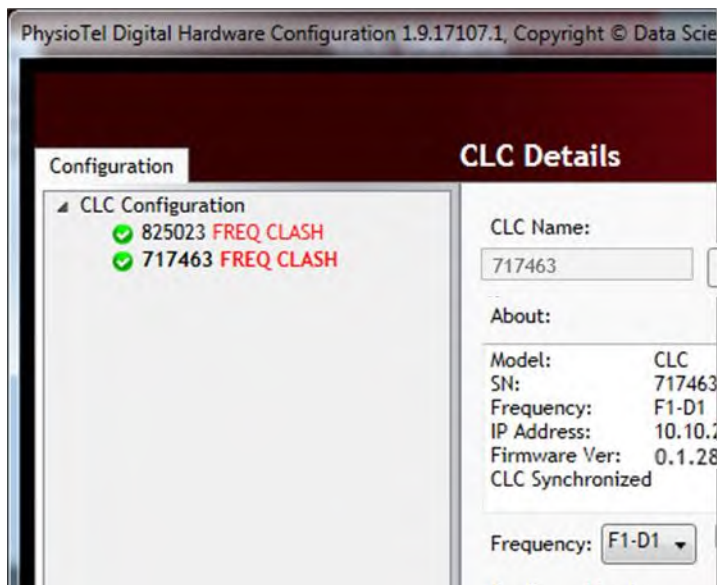 PhysioTel Digital Hardware Configuration 1.9.17107.1, Copyright © Data Scie
Configuration
CLC Details
CLC Configuration
825023 FREQ CLASH
717463 FREQ CLASH
CLC Name:
717463
About:
Model: CLC
SN: 717463
Frequency: F1-D1
IP Address: 10.10.2
Firmware Ver: 0.1.28
CLC Synchronized
Frequency: F1-D1